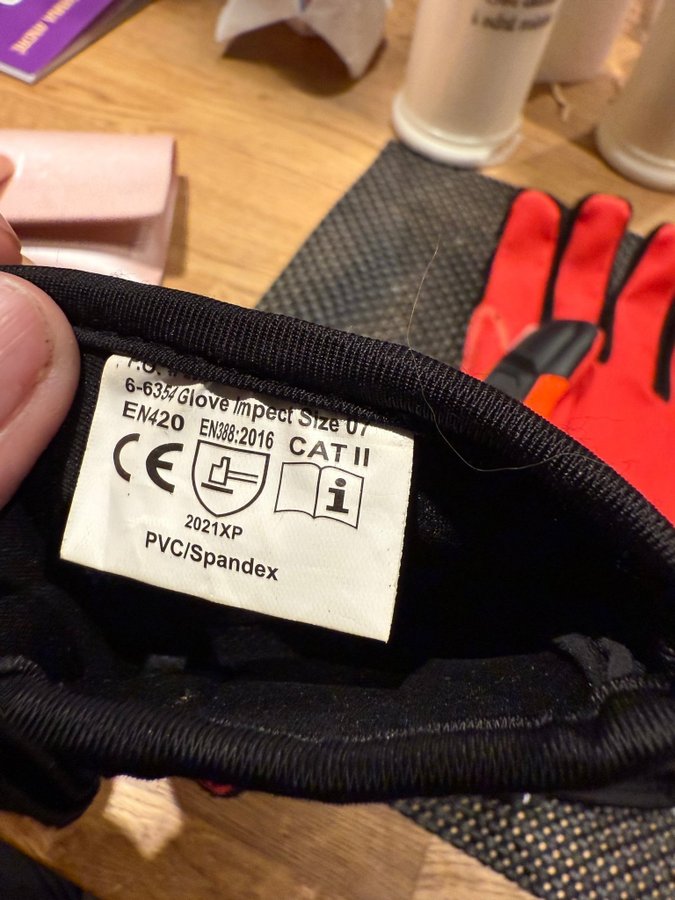 6-6354 Glove Impect Size 07
EN420 EN388:2016 CAT II
CE
i
2021XP
PVC/Spandex